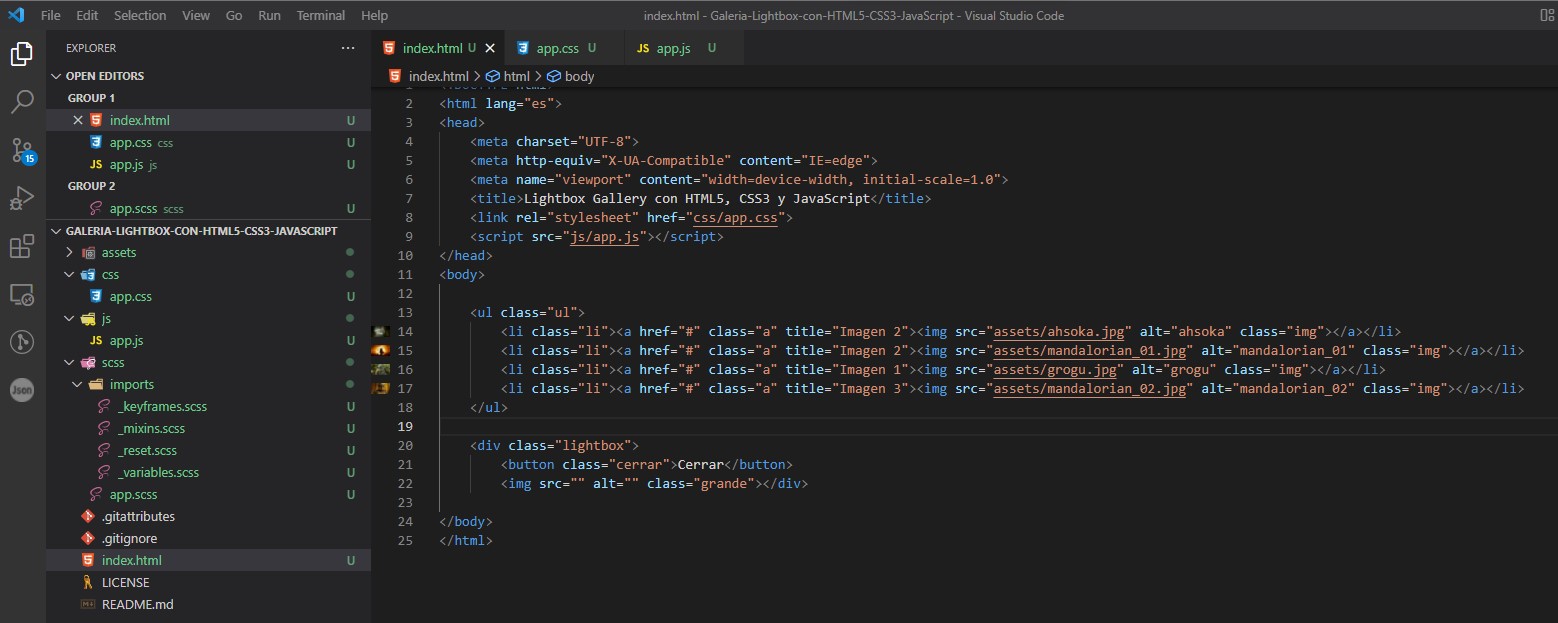 File Edit Selection View Go Run Terminal Help
index.html - Galeria-Lightbox-con-HTML5-CSS3-JavaScript - Visual Studio Code
EXPLORER
OPEN EDITORS
GROUP 1
index.html U
app.css css U
JS app.js js U
GROUP 2
app.scss scss U
GALERIA-LIGHTBOX-CON-HTML5-CSS3-JAVASCRIPT
assets
css
app.css U
js
JS app.js U
scss
imports
_keyframes.scss U
_mixins.scss U
_reset.scss U
_variables.scss U
app.scss U
.gitattributes
.gitignore
index.html U
LICENSE
README.md
15
Json
index.html U
app.css U
JS app.js U
index.html > html > body
2 <html lang="es">
3 <head>
4 <meta charset="UTF-8">
5 <meta http-equiv="X-UA-Compatible" content="IE=edge">
6 <meta name="viewport" content="width=device-width, initial-scale=1.0">
7 <title>Lightbox Gallery con HTML5, CSS3 y JavaScript</title>
8 <link rel="stylesheet" href="css/app.css">
9 <script src="js/app.js"></script>
10 </head>
11 <body>
12
13 <ul class="ul">
14 <li class="li"><a href="#" class="a" title="Imagen 2"><img src="assets/ahsoka.jpg" alt="ahsoka" class="img"></a></li>
15 <li class="li"><a href="#" class="a" title="Imagen 2"><img src="assets/mandalorian_01.jpg" alt="mandalorian_01" class="img"></a></li>
16 <li class="li"><a href="#" class="a" title="Imagen 1"><img src="assets/grogu.jpg" alt="grogu" class="img"></a></li>
17 <li class="li"><a href="#" class="a" title="Imagen 3"><img src="assets/mandalorian_02.jpg" alt="mandalorian_02" class="img"></a></li>
18 </ul>
19
20 <div class="lightbox">
21 <button class="cerrar">Cerrar</button>
22 <img src="" alt="" class="grande"></div>
23
24 </body>
25 </html>